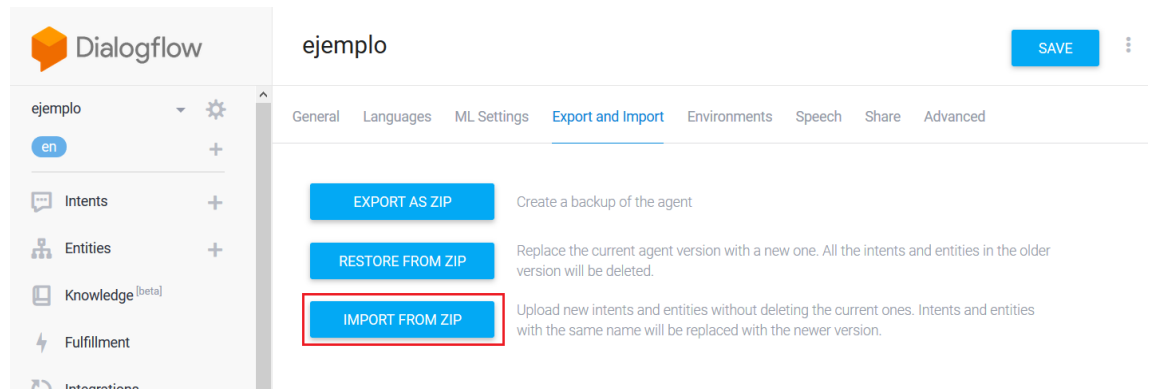 Dialogflow
ejemplo
en
Intents
Entities
Knowledge [beta]
Fulfillment
Integrations
ejemplo
SAVE
General Languages ML Settings Export and Import Environments Speech Share Advanced
EXPORT AS ZIP
Create a backup of the agent
RESTORE FROM ZIP
Replace the current agent version with a new one. All the intents and entities in the older
version will be deleted.
IMPORT FROM ZIP
Upload new intents and entities without deleting the current ones. Intents and entities
with the same name will be replaced with the newer version.